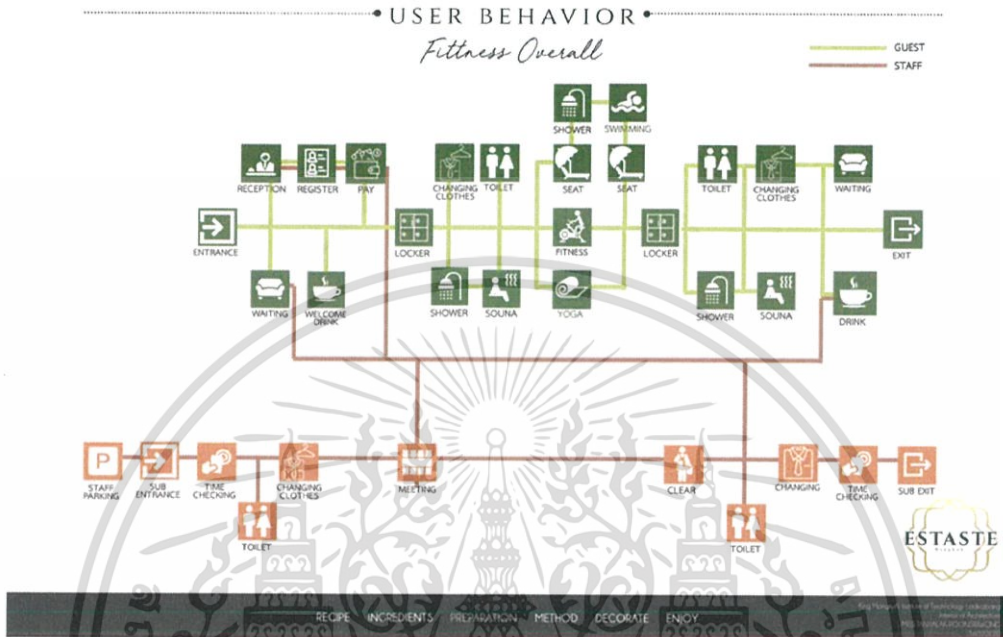 USER BEHAVIOR
Fittness Overall
GUEST
STAFF
SHOWER
SWIMMING
RECEPTION
REGISTER
PAY
CHANGING
CLOTHES
TOILET
SEAT
SEAT
TOILET
CHANGING
CLOTHES
WAITING
ENTRANCE
LOCKER
FITNESS
LOCKER
EXIT
WAITING
WELCOME
DRINK
SHOWER
SOUNA
YOGA
SHOWER
SOUNA
DRINK
P
STAFF
PARKING
SUB
ENTRANCE
TIME
CHECKING
CHANGING
CLOTHES
MEETING
CLEAR
CHANGING
TIME
CHECKING
SUB EXIT
TOILET
TOILET
ESTASTE
RECIPE INGREDIENTS PREPARATION METHOD DECORATE ENJOY